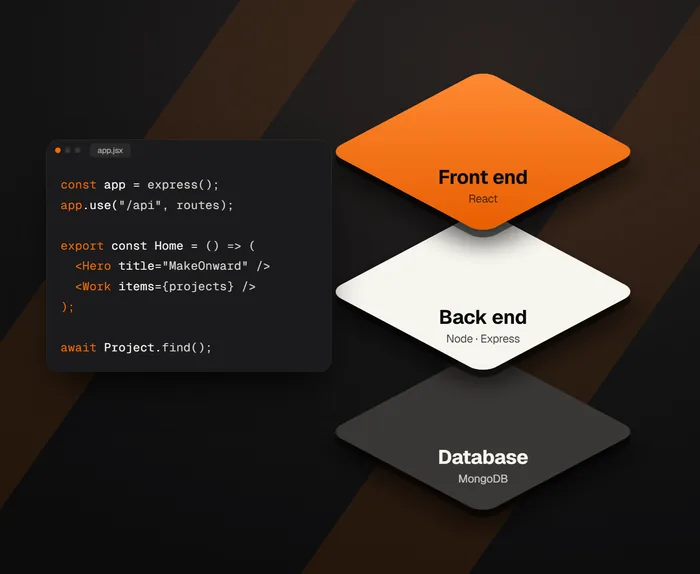 app.jsx
const app = express();
app.use("/api", routes);
export const Home = () => (
<Hero title="MakeOnward" />
<Work items={projects} />
);
await Project.find();
Front end
React
Back end
Node · Express
Database
MongoDB